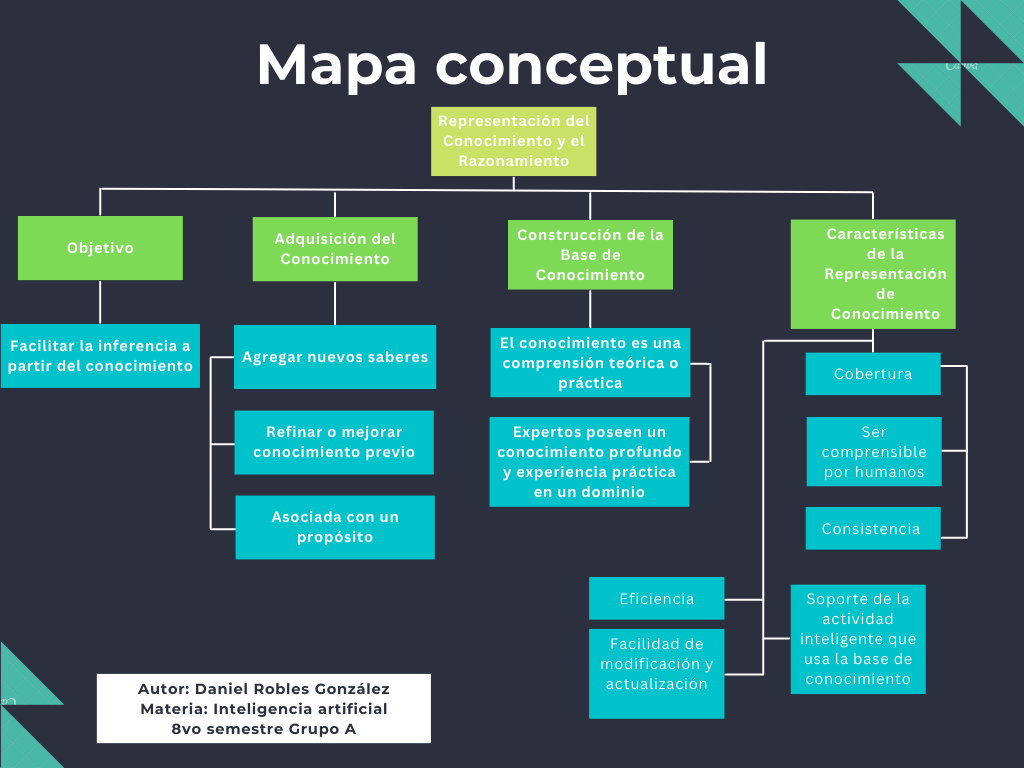 Mapa conceptual
Canva
Representación del
Conocimiento y el
Razonamiento
Objetivo
Facilitar la inferencia a
partir del conocimiento
Adquisición del
Conocimiento
Agregar nuevos saberes
Refinar o mejorar
conocimiento previo
Asociada con un
propósito
Construcción de la
Base de
Conocimiento
El conocimiento es una
comprensión teórica o
práctica
Expertos poseen un
conocimiento profundo
y experiencia práctica
en un dominio
Características
de la
Representación
de
Conocimiento
Cobertura
Ser
comprensible
por humanos
Consistencia
Eficiencia
Facilidad de
modificación y
actualización
Soporte de la
actividad
inteligente que
usa la base de
conocimiento
Autor: Daniel Robles González
Materia: Inteligencia artificial
8vo semestre Grupo A